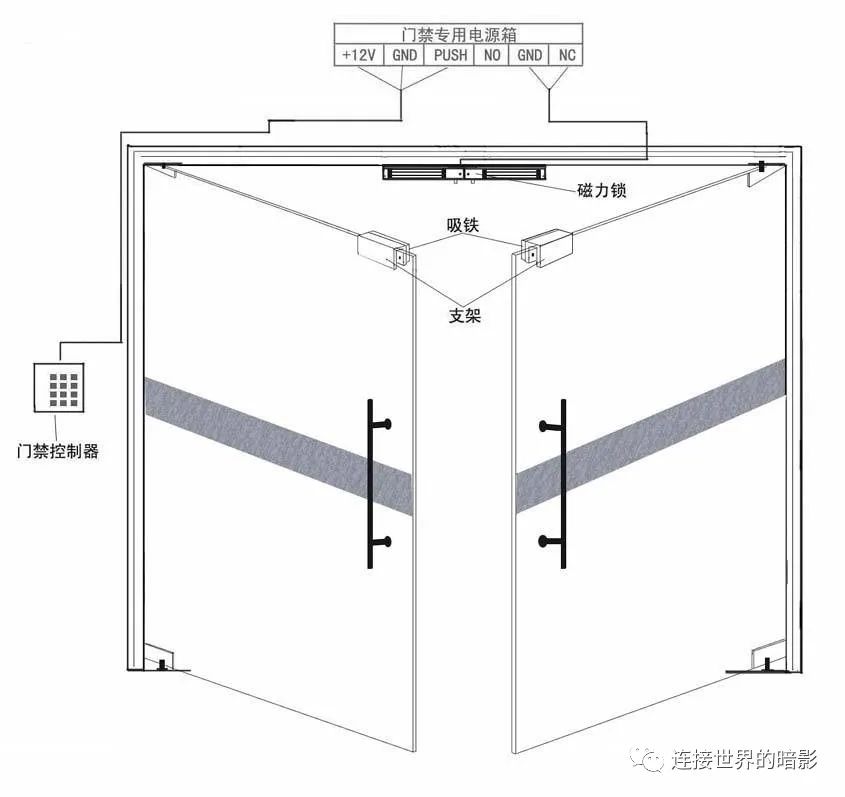 门禁专用电源箱
+12V GND PUSH NO GND NC
磁力锁
吸铁
支架
门禁控制器
连接世界的暗影